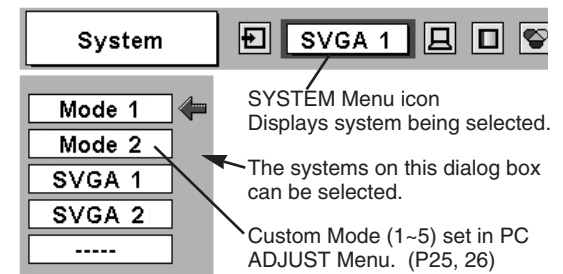 System
SVGA 1
SYSTEM Menu icon
Displays system being selected.
Mode 1
Mode 2
SVGA 1
SVGA 2
-----
The systems on this dialog box
can be selected.
Custom Mode (1~5) set in PC
ADJUST Menu. (P25, 26)